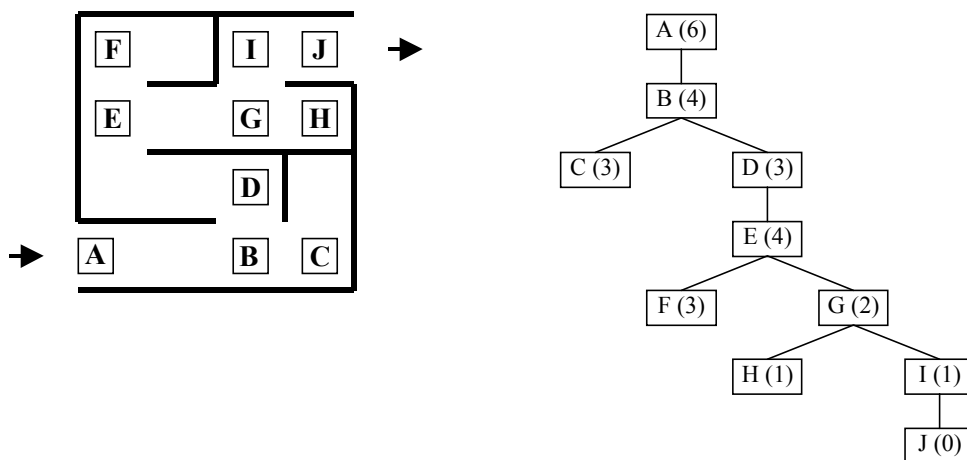 F I J
E G H
D
A B C
A (6)
B (4)
C (3) D (3)
E (4)
F (3) G (2)
H (1) I (1)
J (0)